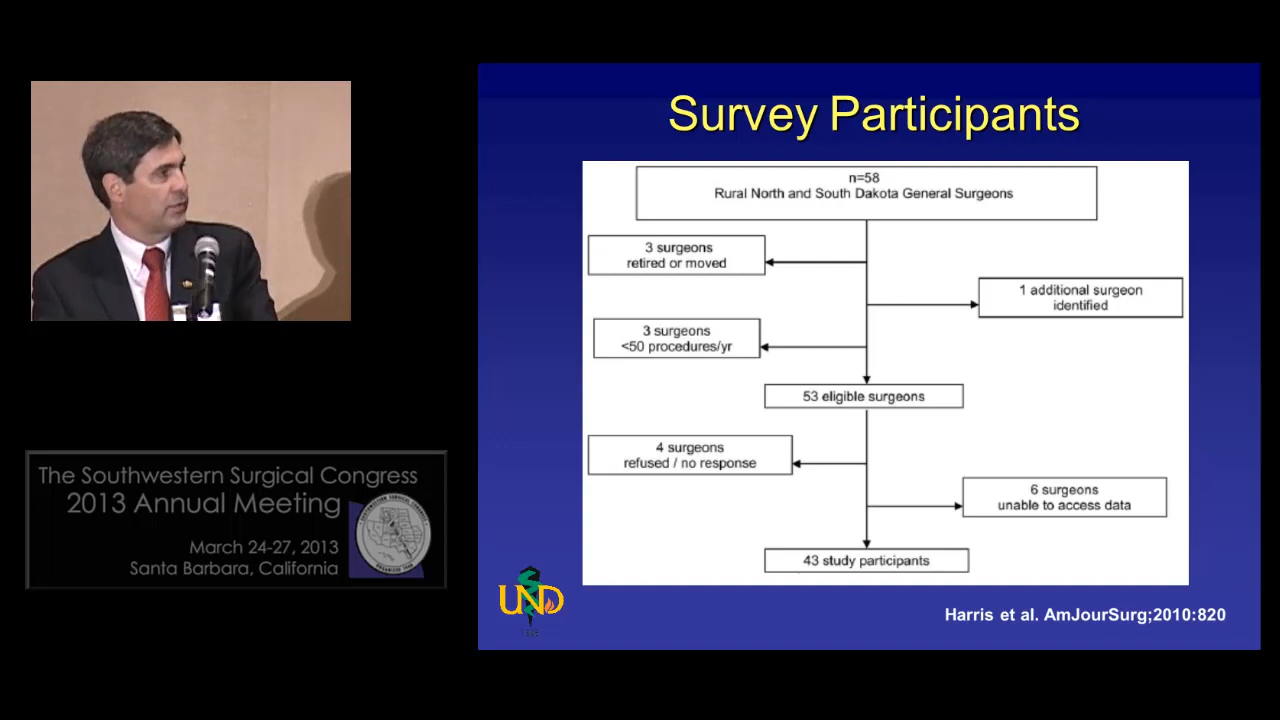 Survey Participants
n=58
Rural North and South Dakota General Surgeons
3 surgeons
retired or moved
1 additional surgeon
identified
3 surgeons
<50 procedures/yr
53 eligible surgeons
4 surgeons
refused / no response
6 surgeons
unable to access data
43 study participants
UND
Harris et al. AmJourSurg;2010:820
The Southwestern Surgical Congress
2013 Annual Meeting
March 24-27, 2013
Santa Barbara, California